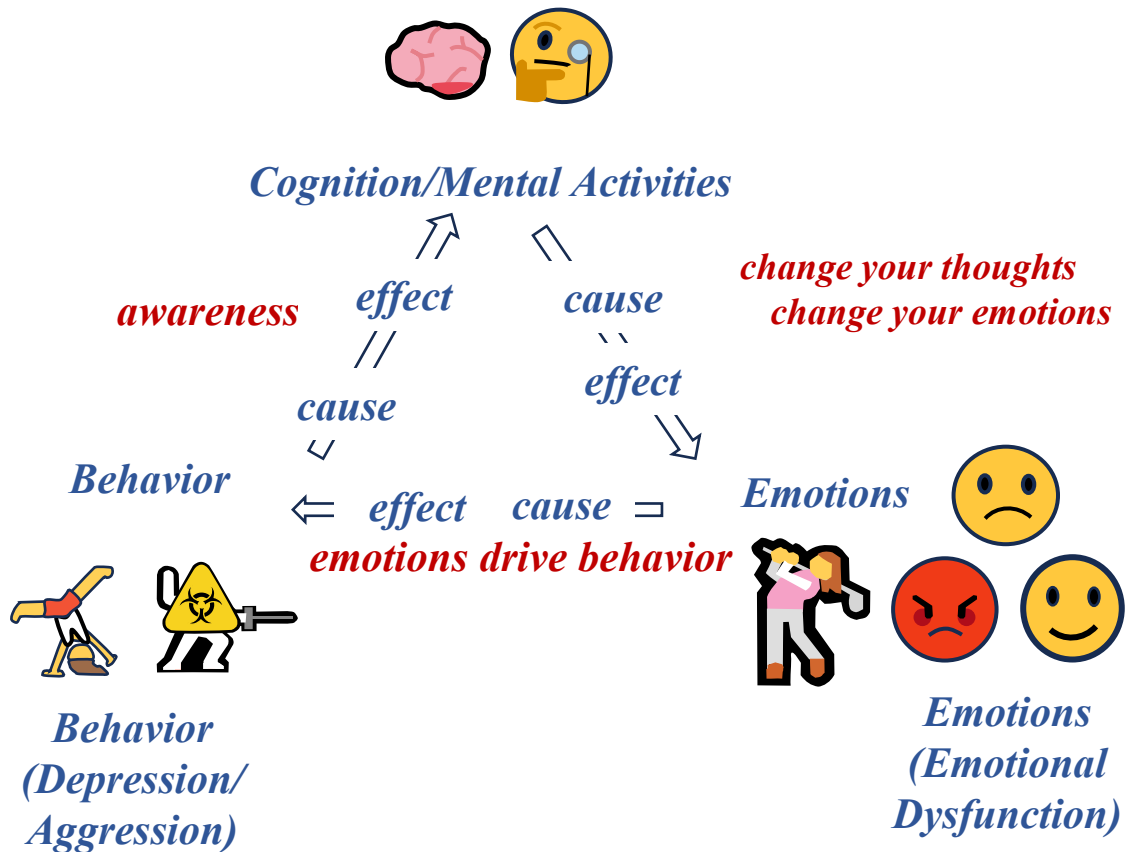 Cognition/Mental Activities
change your thoughts
change your emotions
awareness
effect
cause
effect
cause
Behavior
effect cause
Emotions
emotions drive behavior
Behavior
(Depression/
Aggression)
Emotions
(Emotional
Dysfunction)